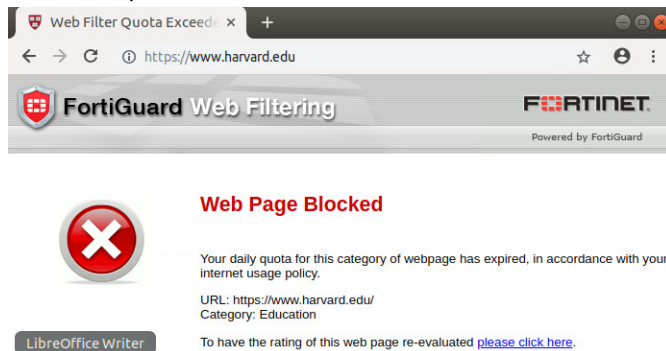 Web Filter Quota Exceede
https://www.harvard.edu
FortiGuard Web Filtering
FORTINET.
Powered by FortiGuard
Web Page Blocked
Your daily quota for this category of webpage has expired, in accordance with your
internet usage policy.
URL: https://www.harvard.edu/
Category: Education
To have the rating of this web page re-evaluated please click here.
LibreOffice Writer